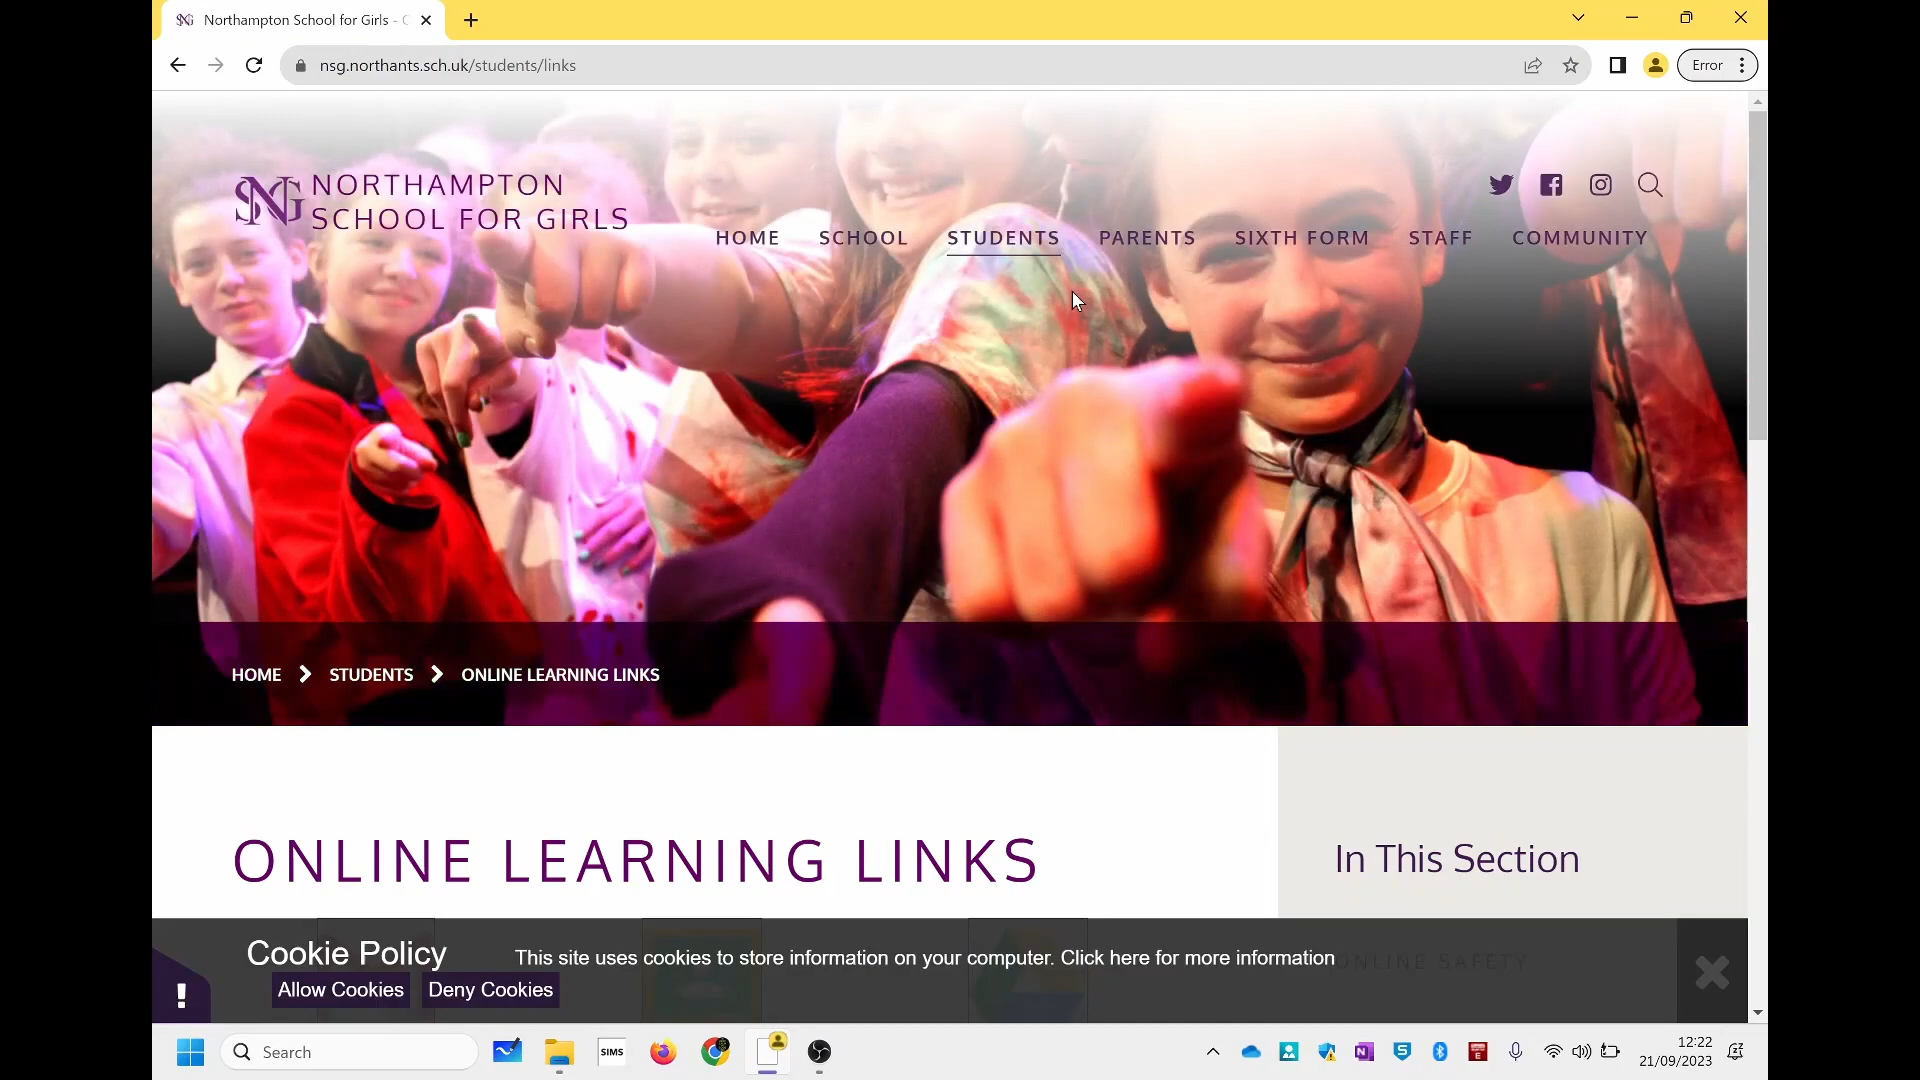 Northampton School for Girls - 
nsg.northants.sch.uk/students/links
Error
NORTHAMPTON
SCHOOL FOR GIRLS
HOME SCHOOL STUDENTS PARENTS SIXTH FORM STAFF COMMUNITY
HOME STUDENTS ONLINE LEARNING LINKS
ONLINE LEARNING LINKS
In This Section
ONLINE SAFETY
Cookie Policy
This site uses cookies to store information on your computer. Click here for more information
Allow Cookies Deny Cookies
!
Search
SIMS
12:22
21/09/2023